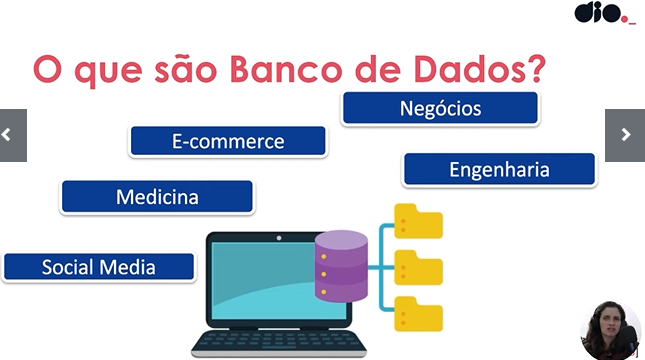 dio._
O que são Banco de Dados?
Negócios
E-commerce
Engenharia
Medicina
Social Media